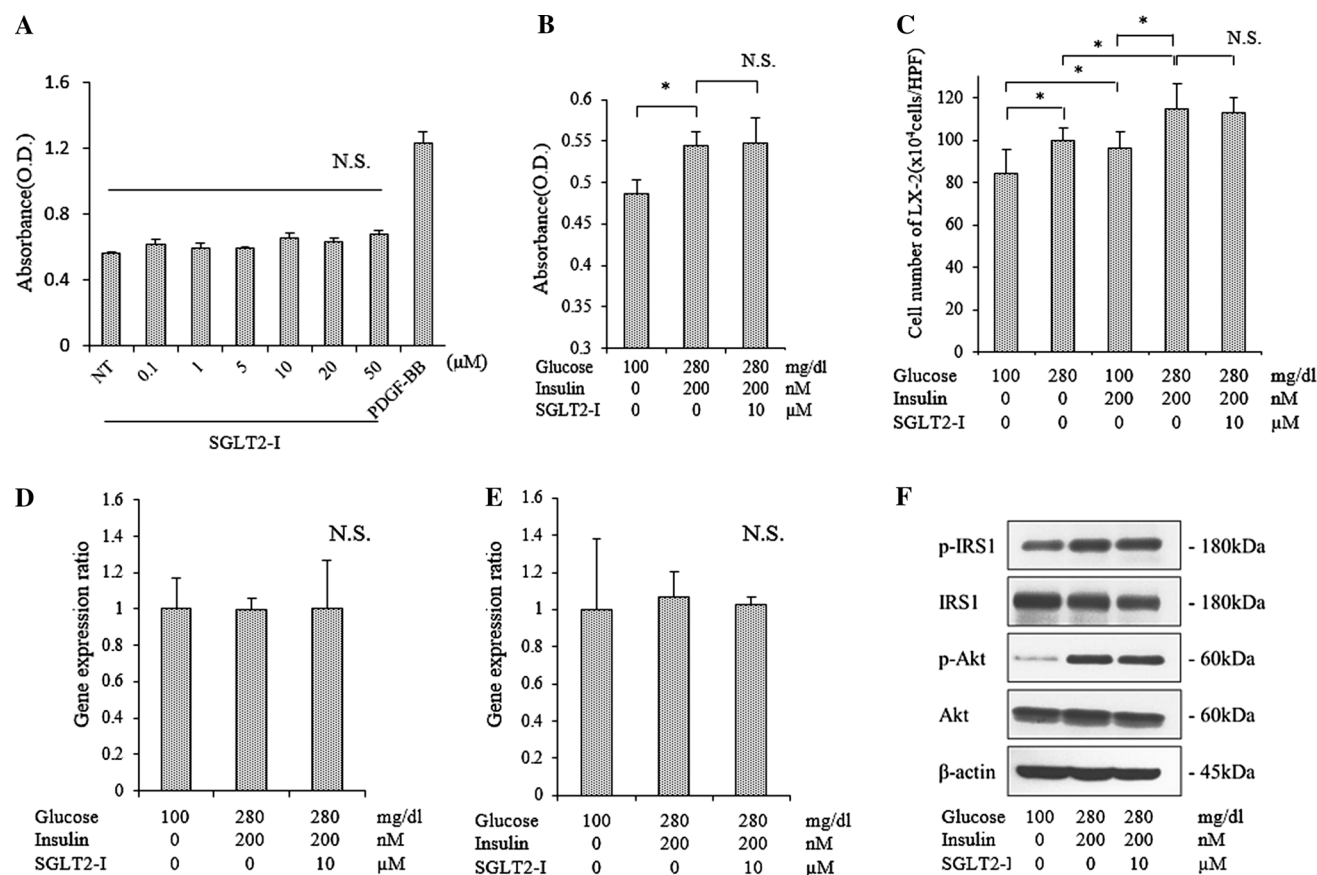 A
Absorbance(O.D.)
1.6
1.2
0.8
0.4
0
N.S.
NT 0.1 1 5 10 20 50 PDGF-BB (μM)
SGLT2-I
B
Absorbance(O.D.)
0.6
0.55
0.5
0.45
0.4
0.35
0.3
*
N.S.
Glucose 100 280 280 mg/dl
Insulin 0 200 200 nM
SGLT2-I 0 0 10 μM
C
Cell number of LX-2(x10⁴cells/HPF)
120
100
80
60
40
20
0
*
*
*
*
N.S.
Glucose 100 280 100 280 280 mg/dl
Insulin 0 0 200 200 200 nM
SGLT2-I 0 0 0 0 10 μM
D
Gene expression ratio
1.6
1.4
1.2
1
0.8
0.6
0.4
0.2
0
N.S.
Glucose 100 280 280 mg/dl
Insulin 0 200 200 nM
SGLT2-I 0 0 10 μM
E
Gene expression ratio
1.6
1.4
1.2
1
0.8
0.6
0.4
0.2
0
N.S.
Glucose 100 280 280 mg/dl
Insulin 0 200 200 nM
SGLT2-I 0 0 10 μM
F
p-IRS1 - 180kDa
IRS1 - 180kDa
p-Akt - 60kDa
Akt - 60kDa
β-actin - 45kDa
Glucose 100 280 280 mg/dl
Insulin 0 200 200 nM
SGLT2-I 0 0 10 μM